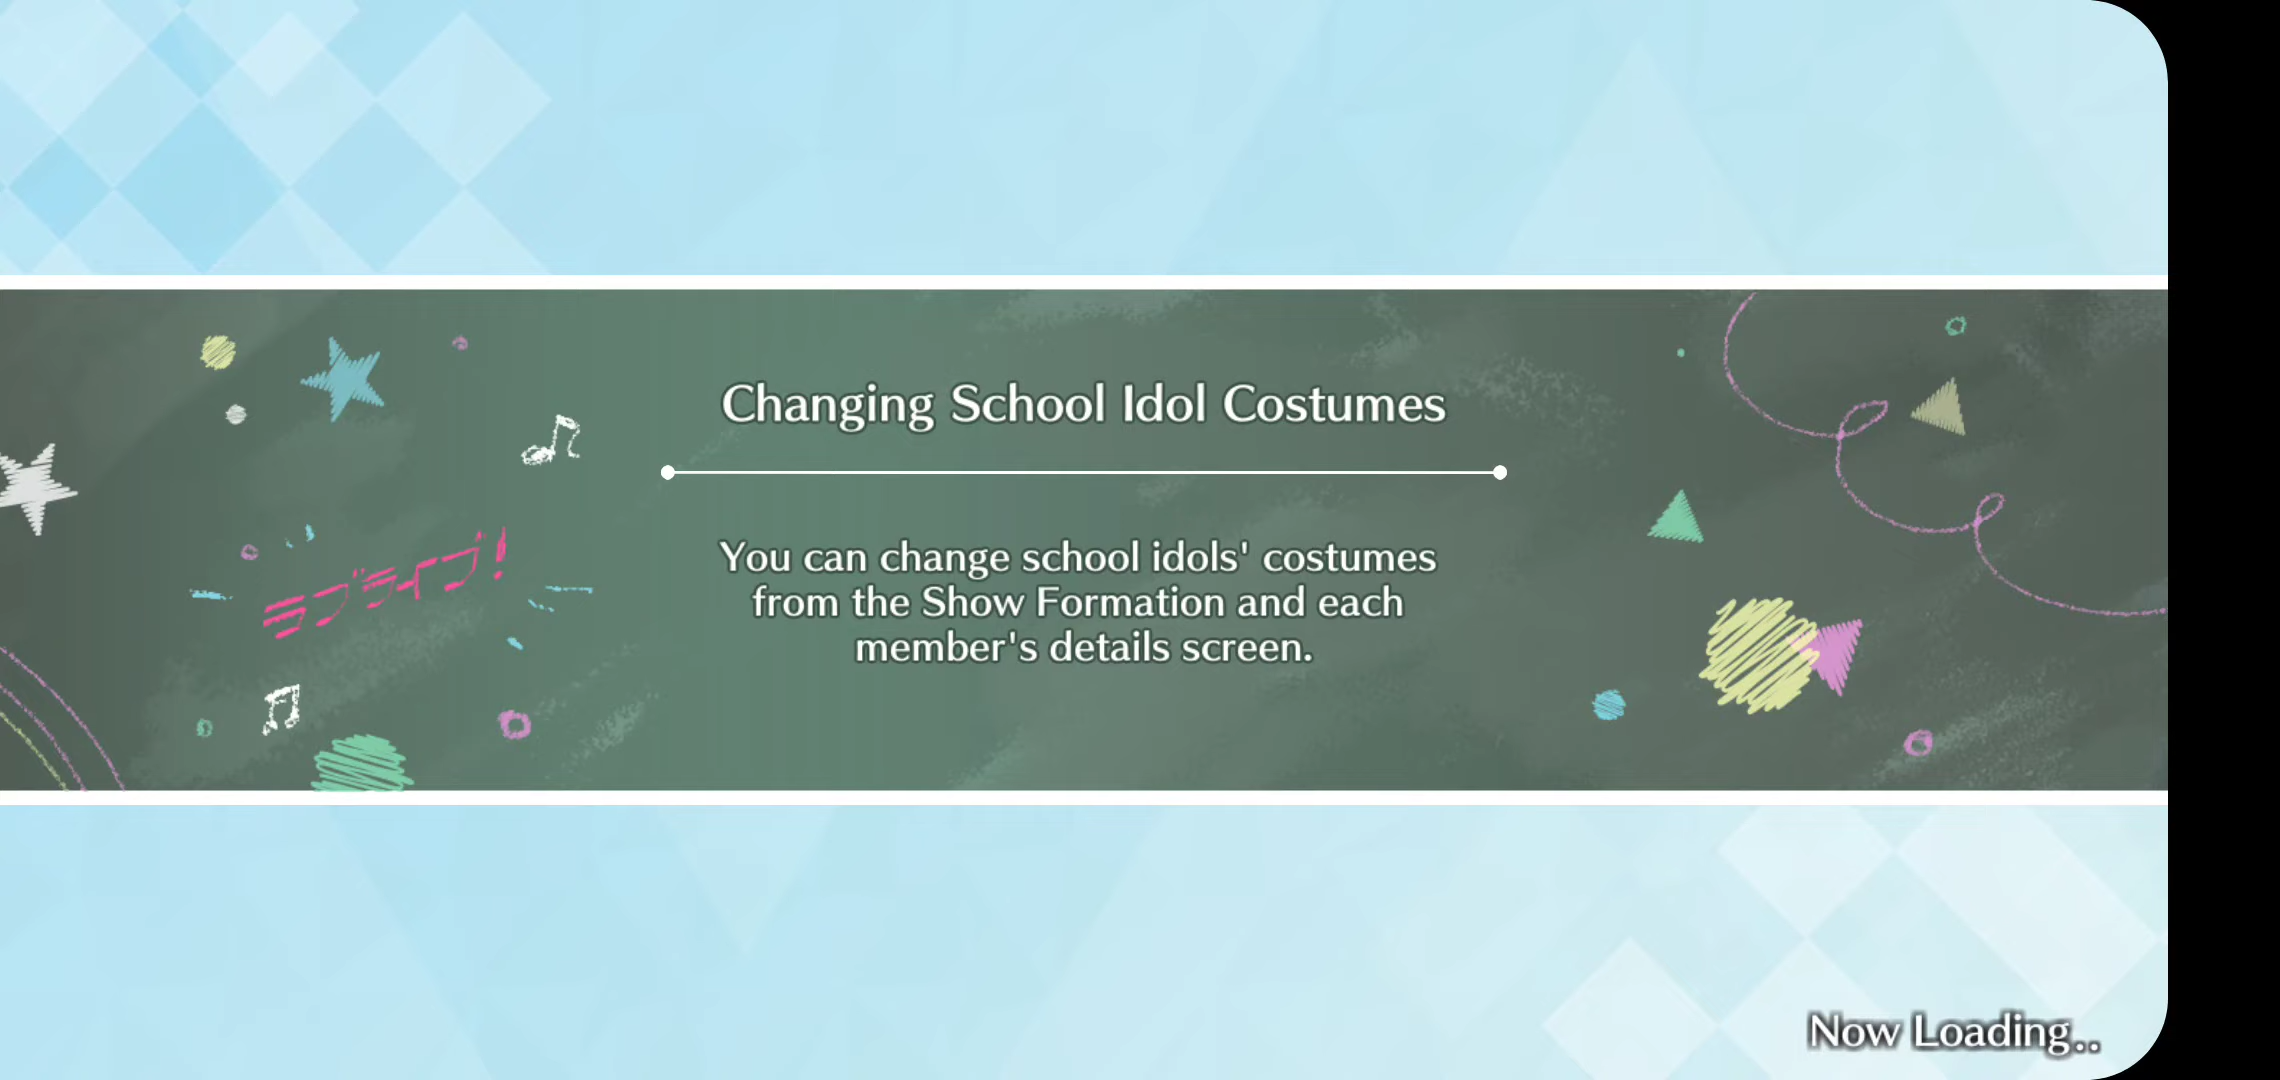 Changing School Idol Costumes
ラブライブ!
You can change school idols' costumes
from the Show Formation and each
member's details screen.
Now Loading..